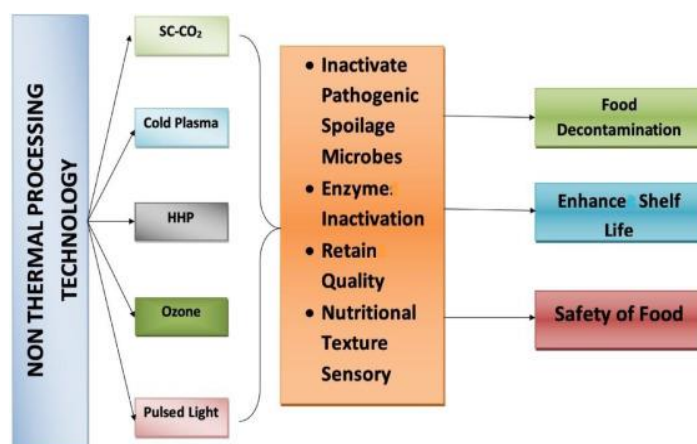 NON THERMAL PROCESSING
TECHNOLOGY
SC-CO₂
Cold Plasma
HHP
Ozone
Pulsed Light
• Inactivate
Pathogenic
Spoilage
Microbes
• Enzyme
Inactivation
• Retain
Quality
• Nutritional
Texture
Sensory
Food
Decontamination
Enhance Shelf
Life
Safety of Food